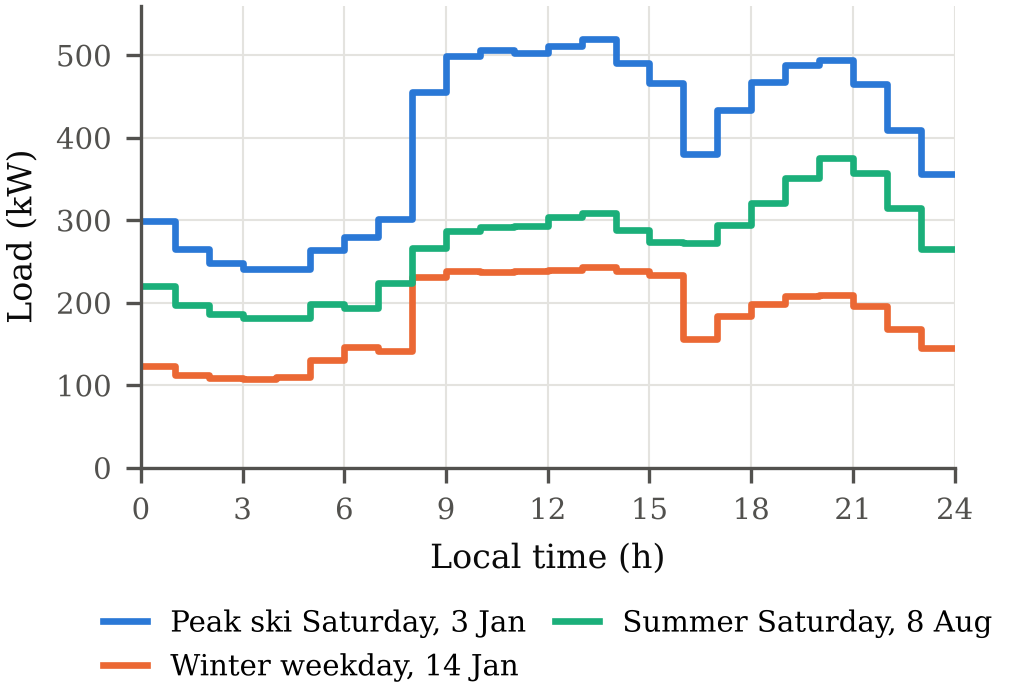 500
400
300
200
100
0
Load (kW)
0 3 6 9 12 15 18 21 24
Local time (h)
Peak ski Saturday, 3 Jan
Summer Saturday, 8 Aug
Winter weekday, 14 Jan